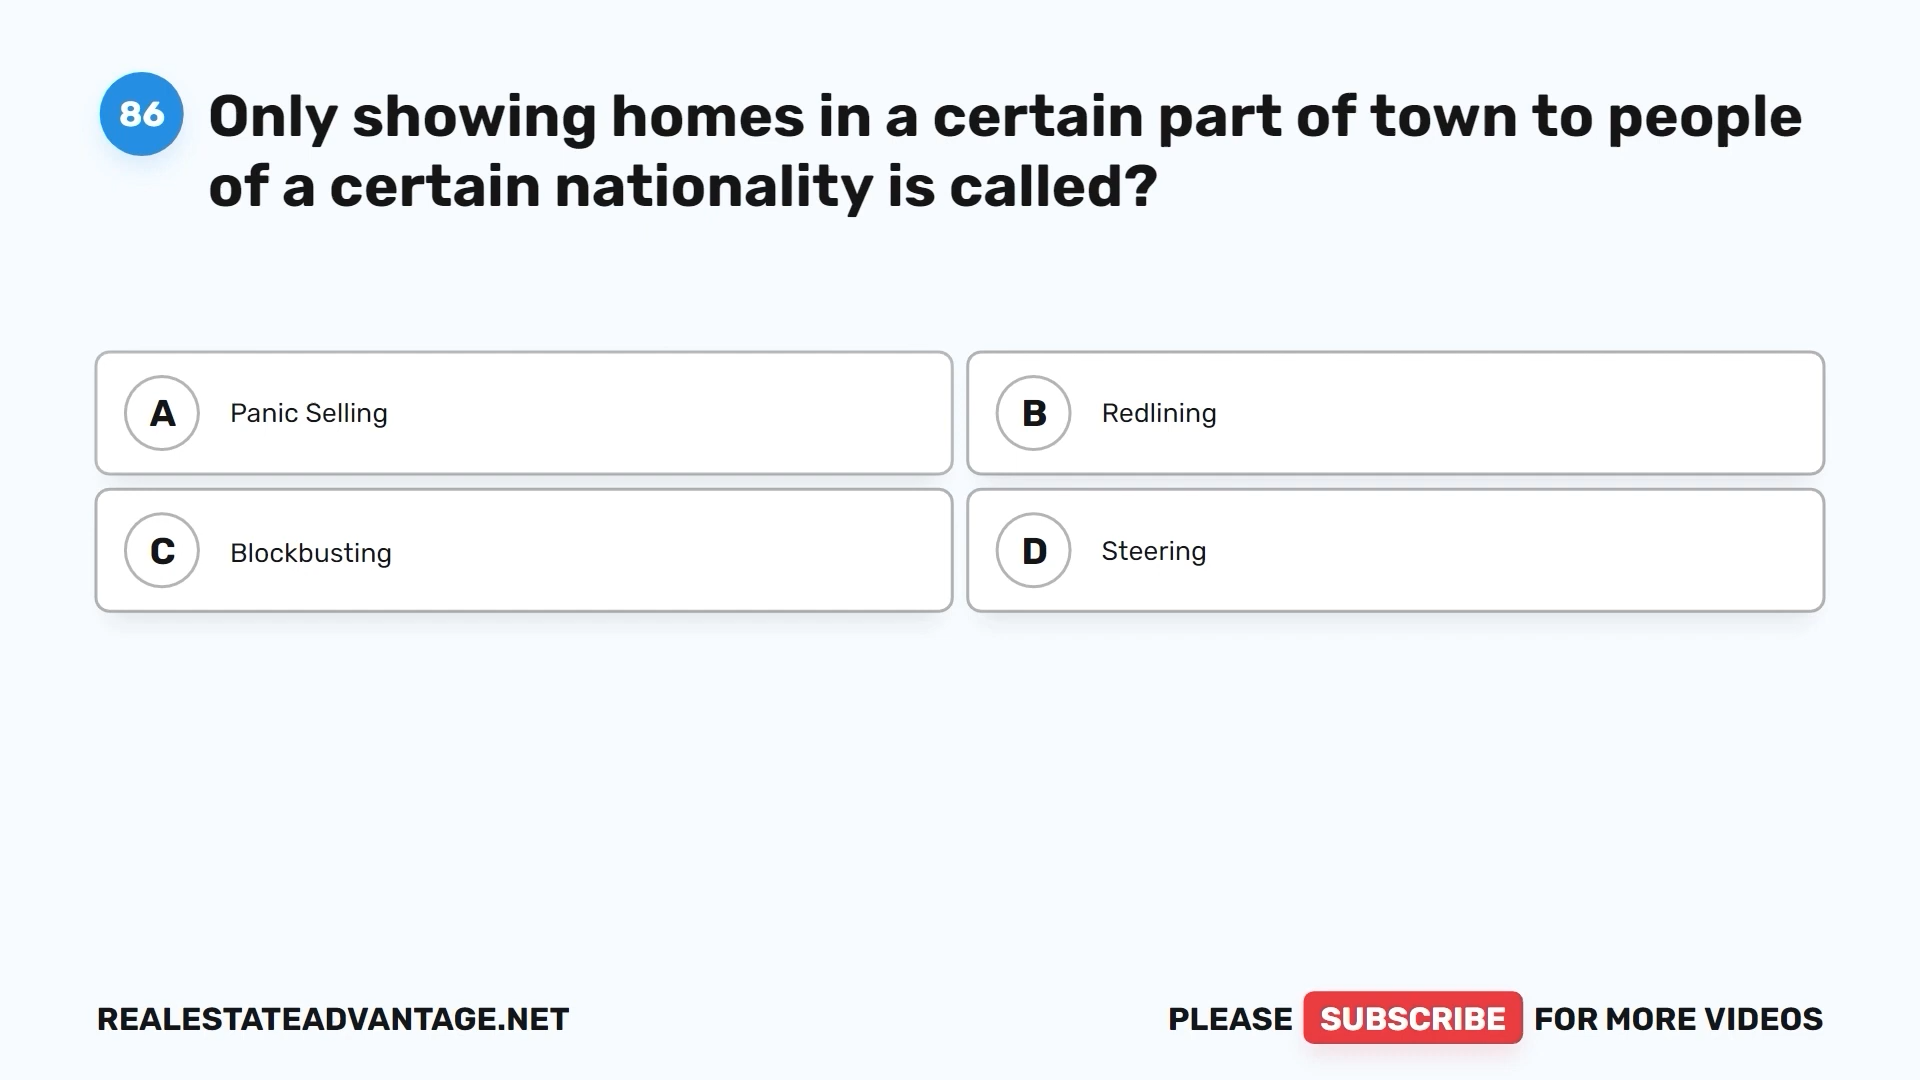 86
Only showing homes in a certain part of town to people
of a certain nationality is called?
A Panic Selling
B Redlining
C Blockbusting
D Steering
REALESTATEADVANTAGE.NET
PLEASE SUBSCRIBE FOR MORE VIDEOS